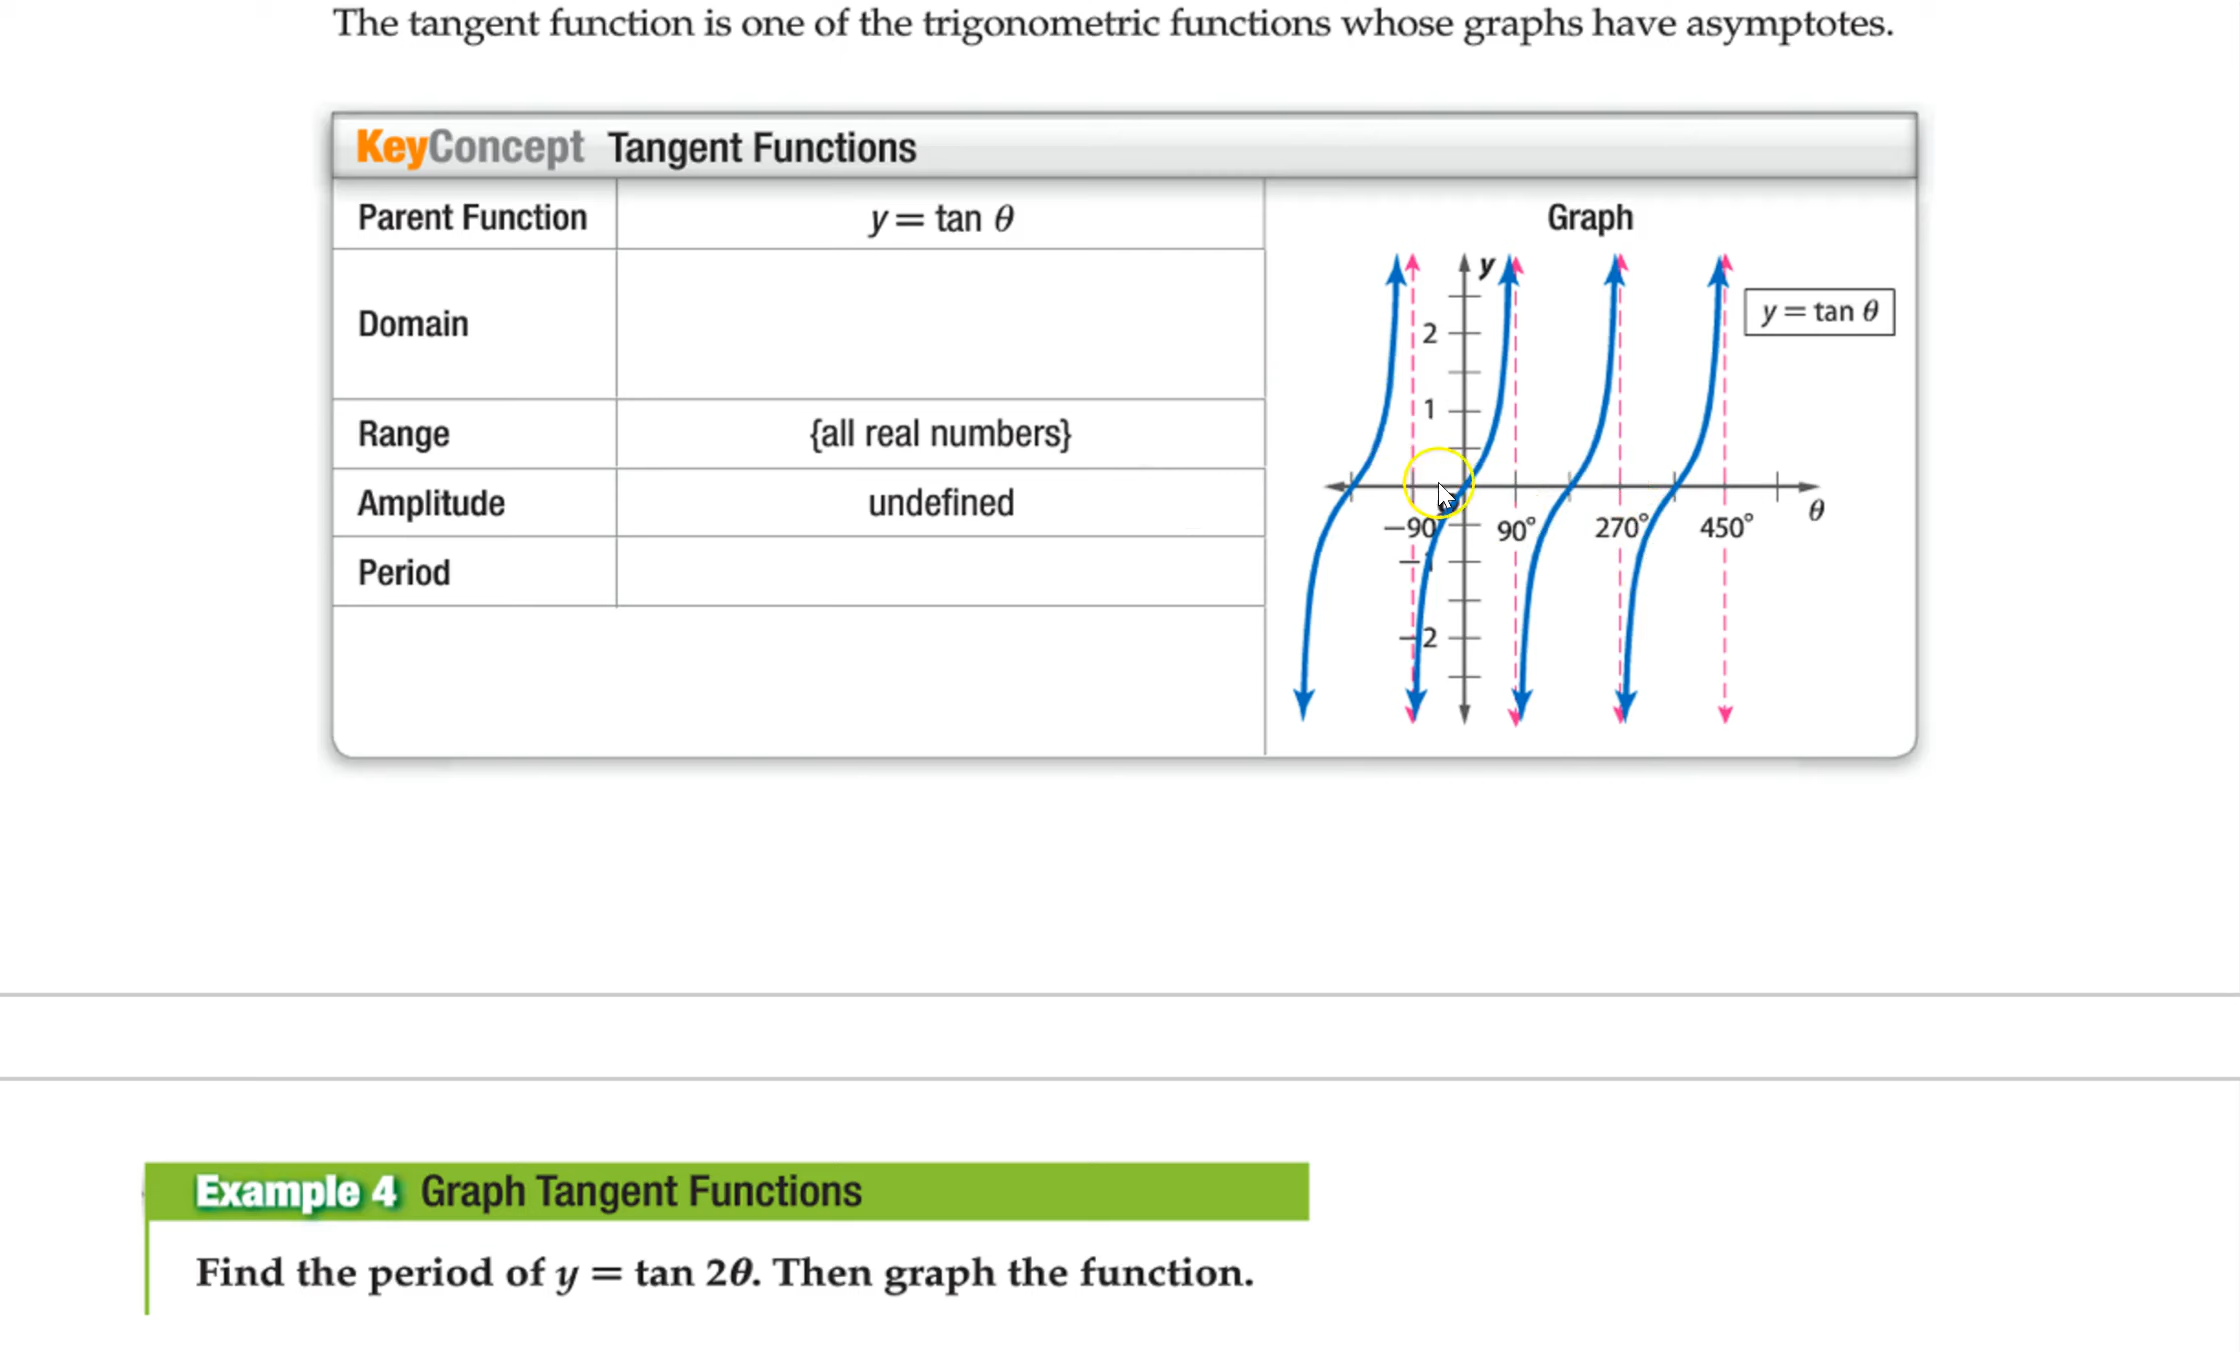 The tangent function is one of the trigonometric functions whose graphs have asymptotes.
KeyConcept Tangent Functions
Parent Function y = tan θ
Domain
Range {all real numbers}
Amplitude undefined
Period
Graph
y
y = tan θ
2
1
−90 90° 270° 450° θ
−1
−2
Example 4 Graph Tangent Functions
Find the period of y = tan 2θ. Then graph the function.